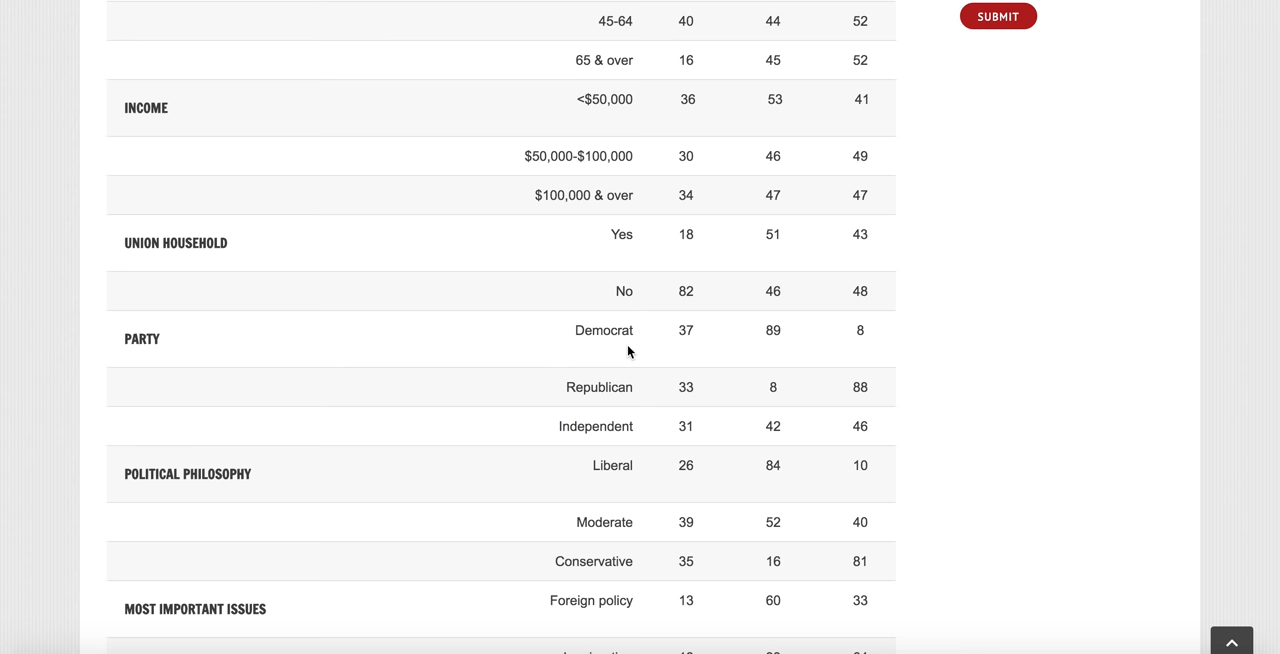 45-64 40 44 52
SUBMIT
65 & over 16 45 52
INCOME <$50,000 36 53 41
$50,000-$100,000 30 46 49
$100,000 & over 34 47 47
UNION HOUSEHOLD Yes 18 51 43
No 82 46 48
PARTY Democrat 37 89 8
Republican 33 8 88
Independent 31 42 46
POLITICAL PHILOSOPHY Liberal 26 84 10
Moderate 39 52 40
Conservative 35 16 81
MOST IMPORTANT ISSUES Foreign policy 13 60 33